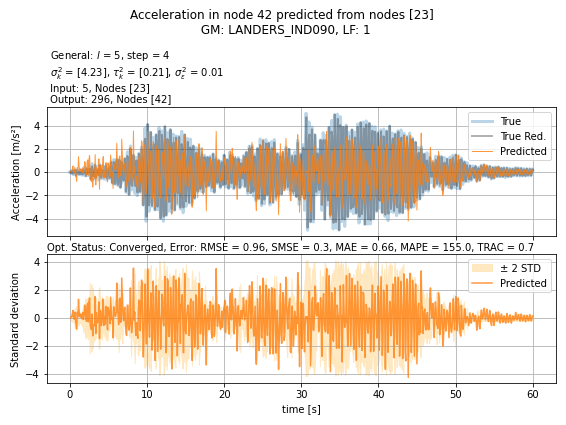 Acceleration in node 42 predicted from nodes [23]
GM: LANDERS_IND090, LF: 1
General: l = 5, step = 4
σ²ₖ = [4.23], τ²ₖ = [0.21], σ²ₑ = 0.01
Input: 5, Nodes [23]
Output: 296, Nodes [42]
Acceleration [m/s²]
4
2
0
−2
−4
True
True Red.
Predicted
Opt. Status: Converged, Error: RMSE = 0.96, SMSE = 0.3, MAE = 0.66, MAPE = 155.0, TRAC = 0.7
Standard deviation
4
2
0
−2
−4
± 2 STD
Predicted
0 10 20 30 40 50 60
time [s]